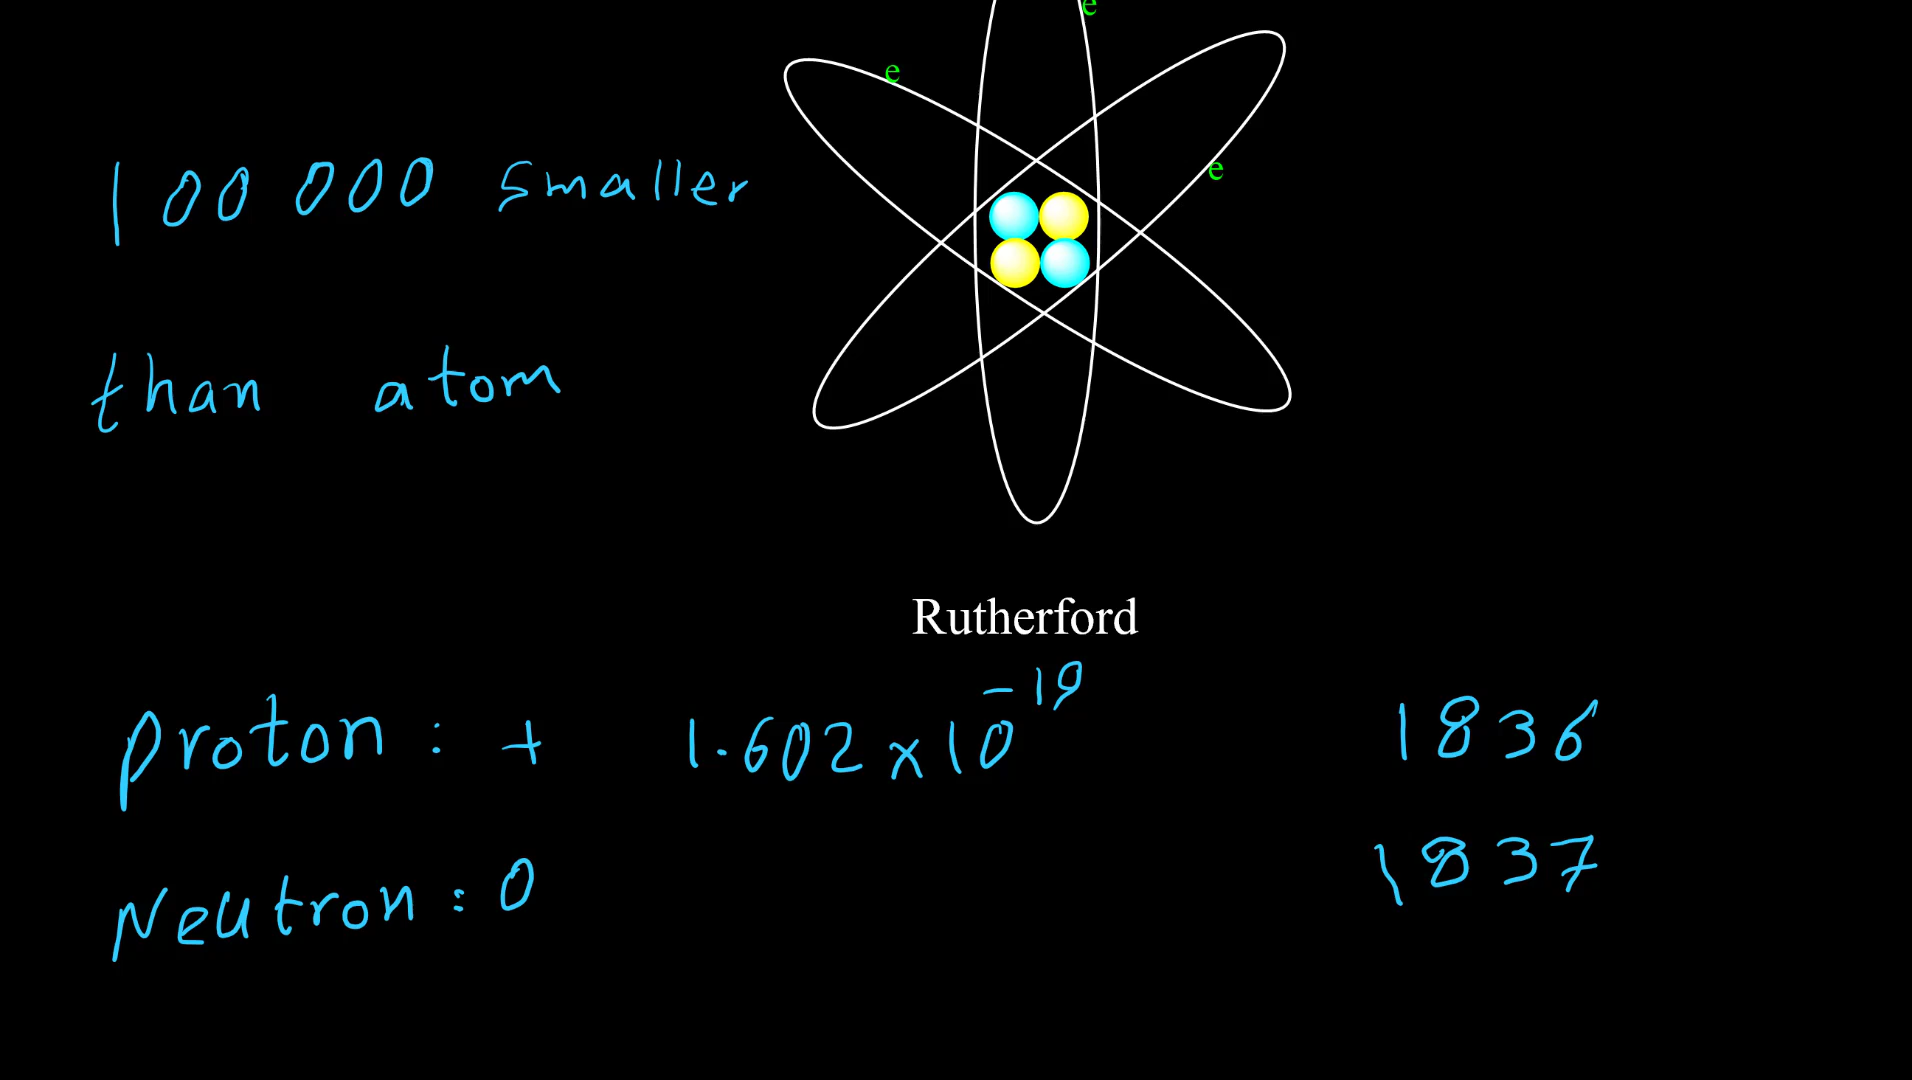 e
e
e
100 000 smaller
than atom
Rutherford
proton : + 1.602 x 10⁻¹⁹ 1836
Neutron : 0 1837